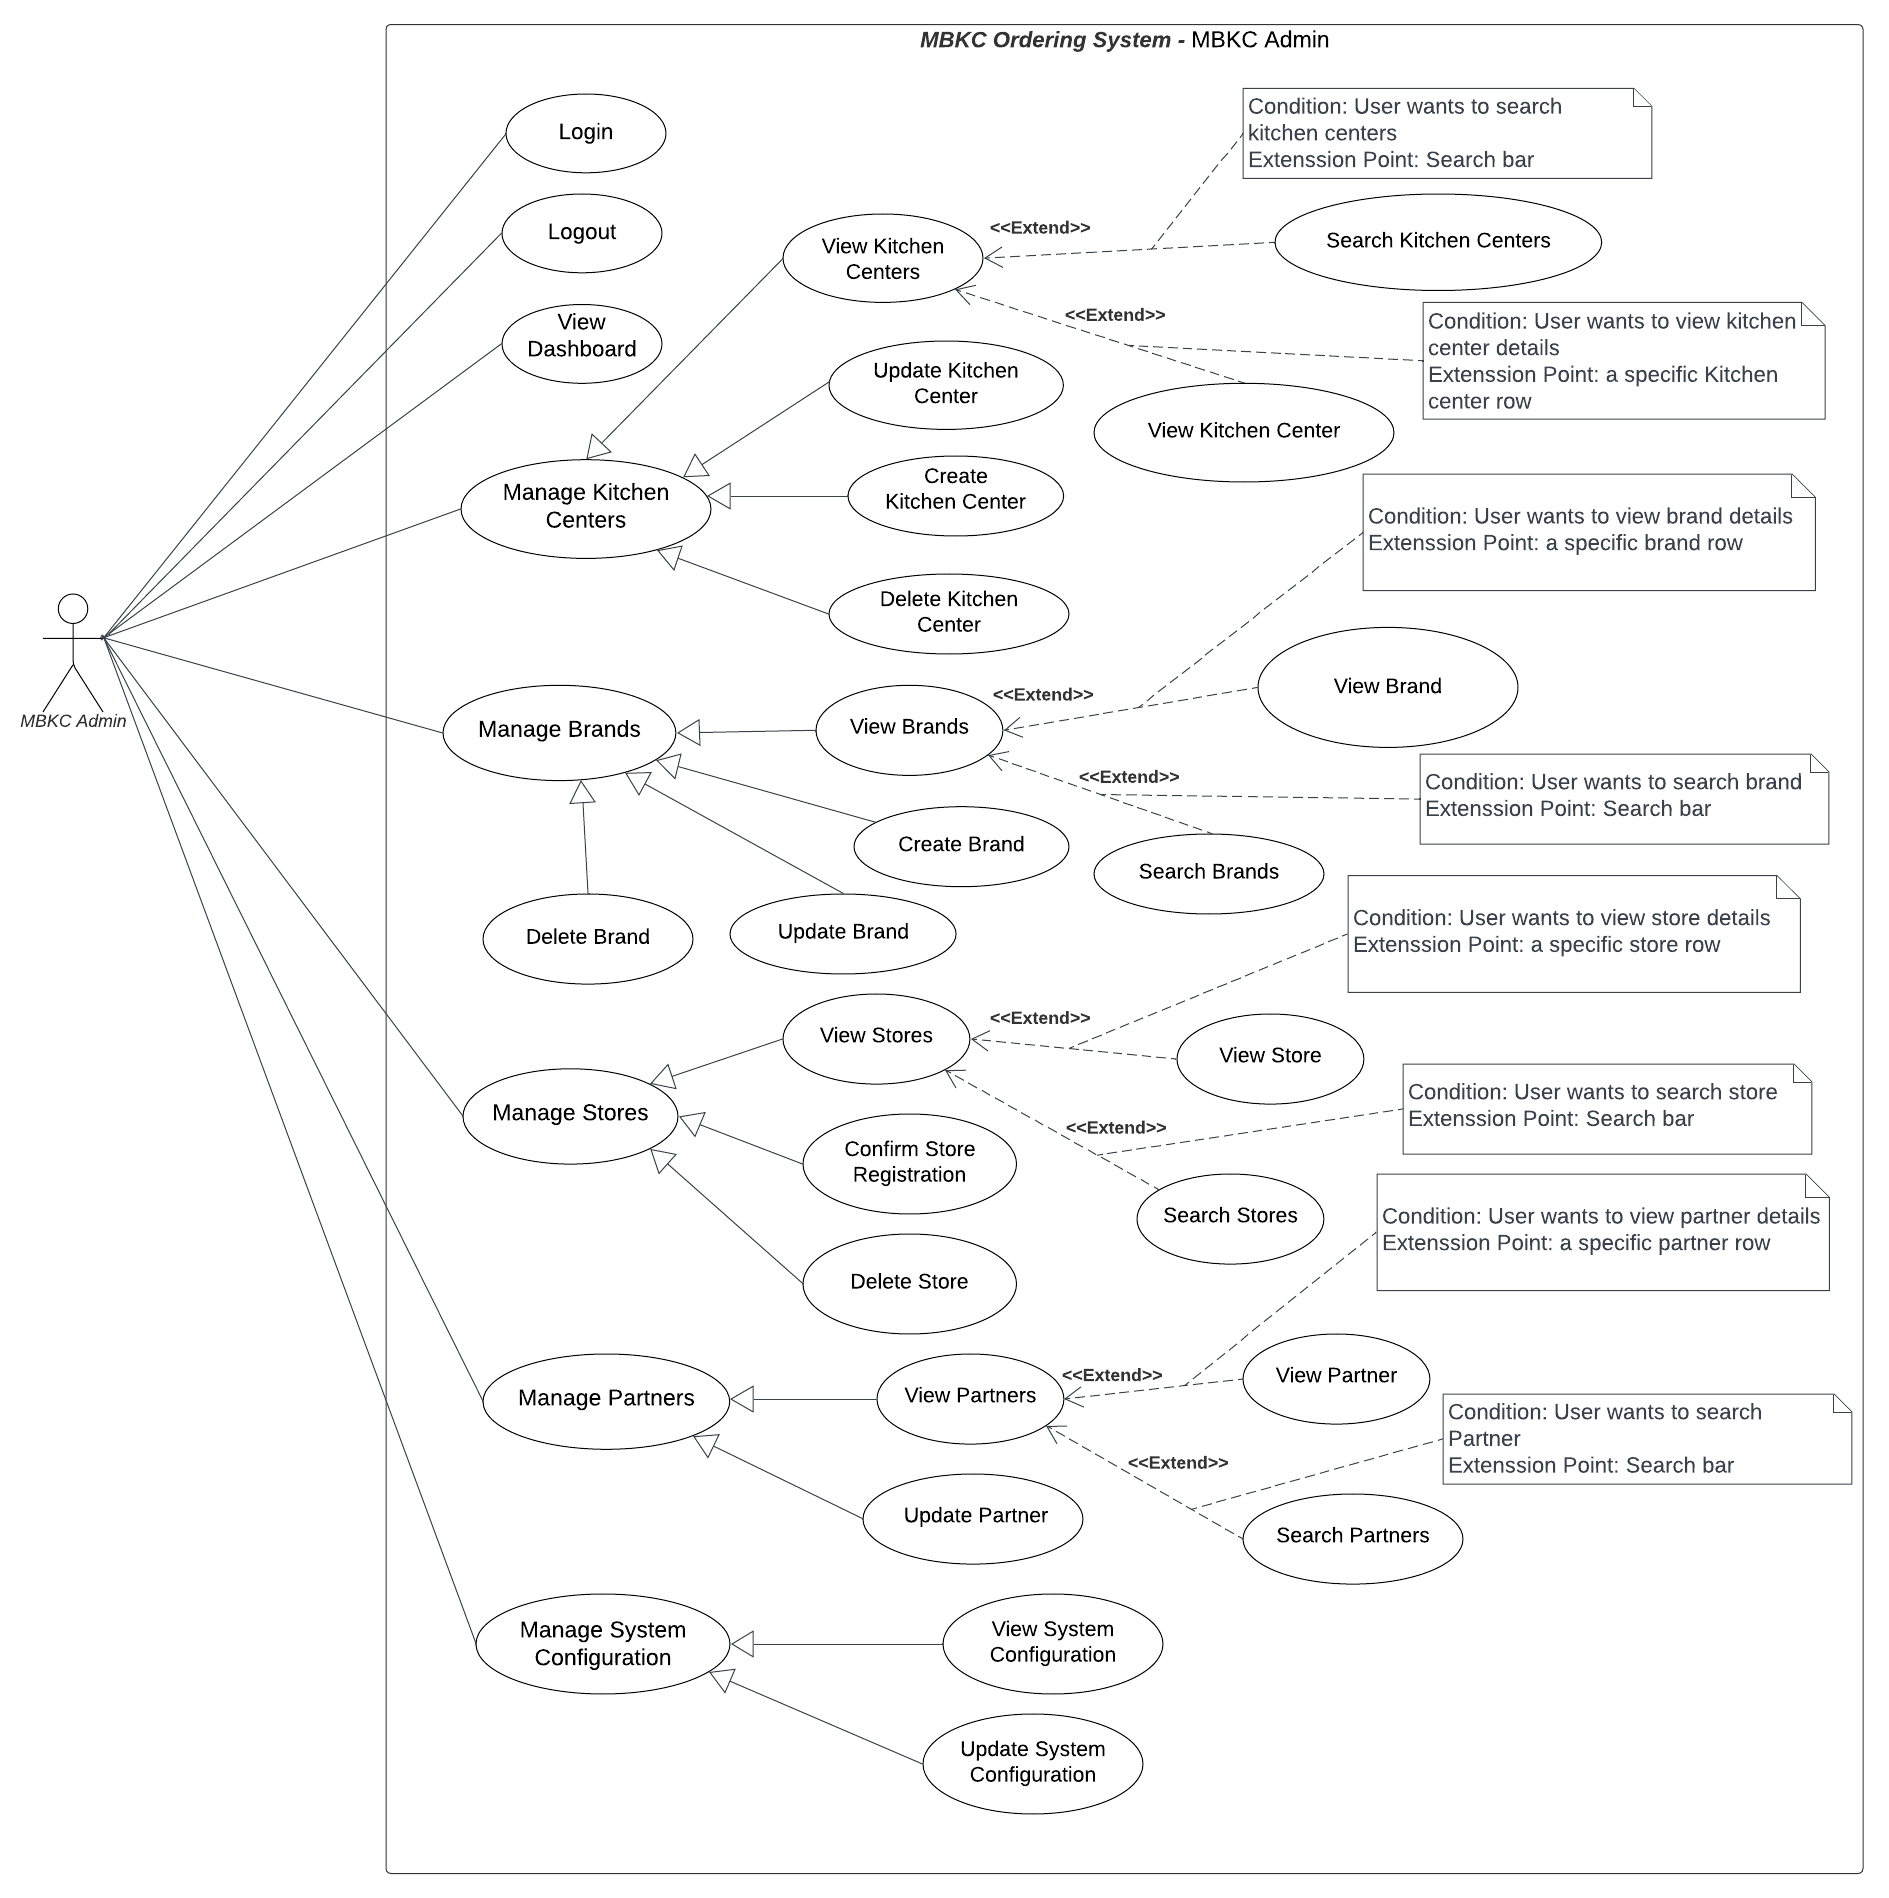 MBKC Ordering System - MBKC Admin
Login
Logout
View
Dashboard
Condition: User wants to search
kitchen centers
Extenssion Point: Search bar
View Kitchen
Centers
<<Extend>>
Search Kitchen Centers
<<Extend>>
Condition: User wants to view kitchen
center details
Extenssion Point: a specific Kitchen
center row
Update Kitchen
Center
View Kitchen Center
Manage Kitchen
Centers
Create
Kitchen Center
Condition: User wants to view brand details
Extenssion Point: a specific brand row
Delete Kitchen
Center
MBKC Admin
Manage Brands
View Brands
<<Extend>>
View Brand
<<Extend>>
Condition: User wants to search brand
Extenssion Point: Search bar
Create Brand
Search Brands
Delete Brand
Update Brand
Condition: User wants to view store details
Extenssion Point: a specific store row
View Stores
<<Extend>>
View Store
Manage Stores
<<Extend>>
Condition: User wants to search store
Extenssion Point: Search bar
Confirm Store
Registration
Search Stores
Condition: User wants to view partner details
Extenssion Point: a specific partner row
Delete Store
Manage Partners
View Partners
<<Extend>>
View Partner
<<Extend>>
Condition: User wants to search
Partner
Extenssion Point: Search bar
Update Partner
Search Partners
Manage System
Configuration
View System
Configuration
Update System
Configuration